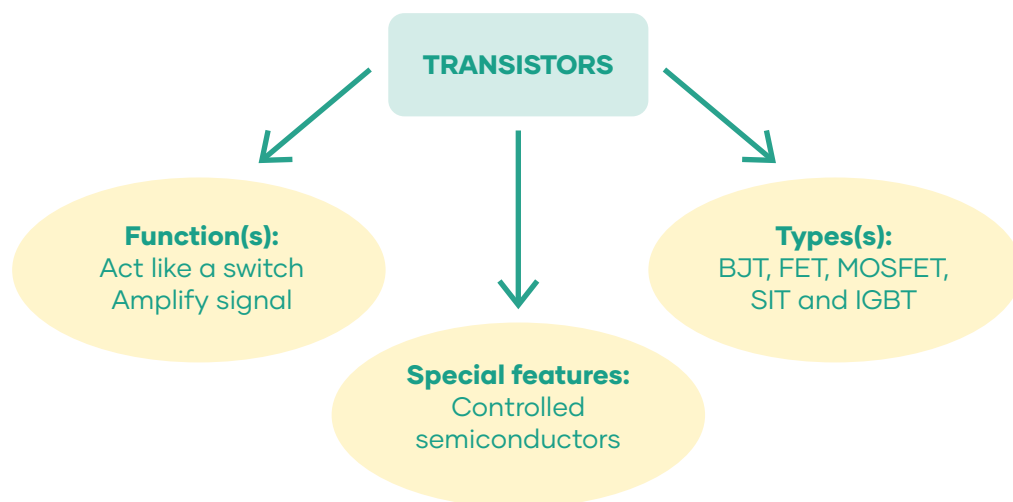 TRANSISTORS
Function(s):
Act like a switch
Amplify signal
Types(s):
BJT, FET, MOSFET,
SIT and IGBT
Special features:
Controlled
semiconductors